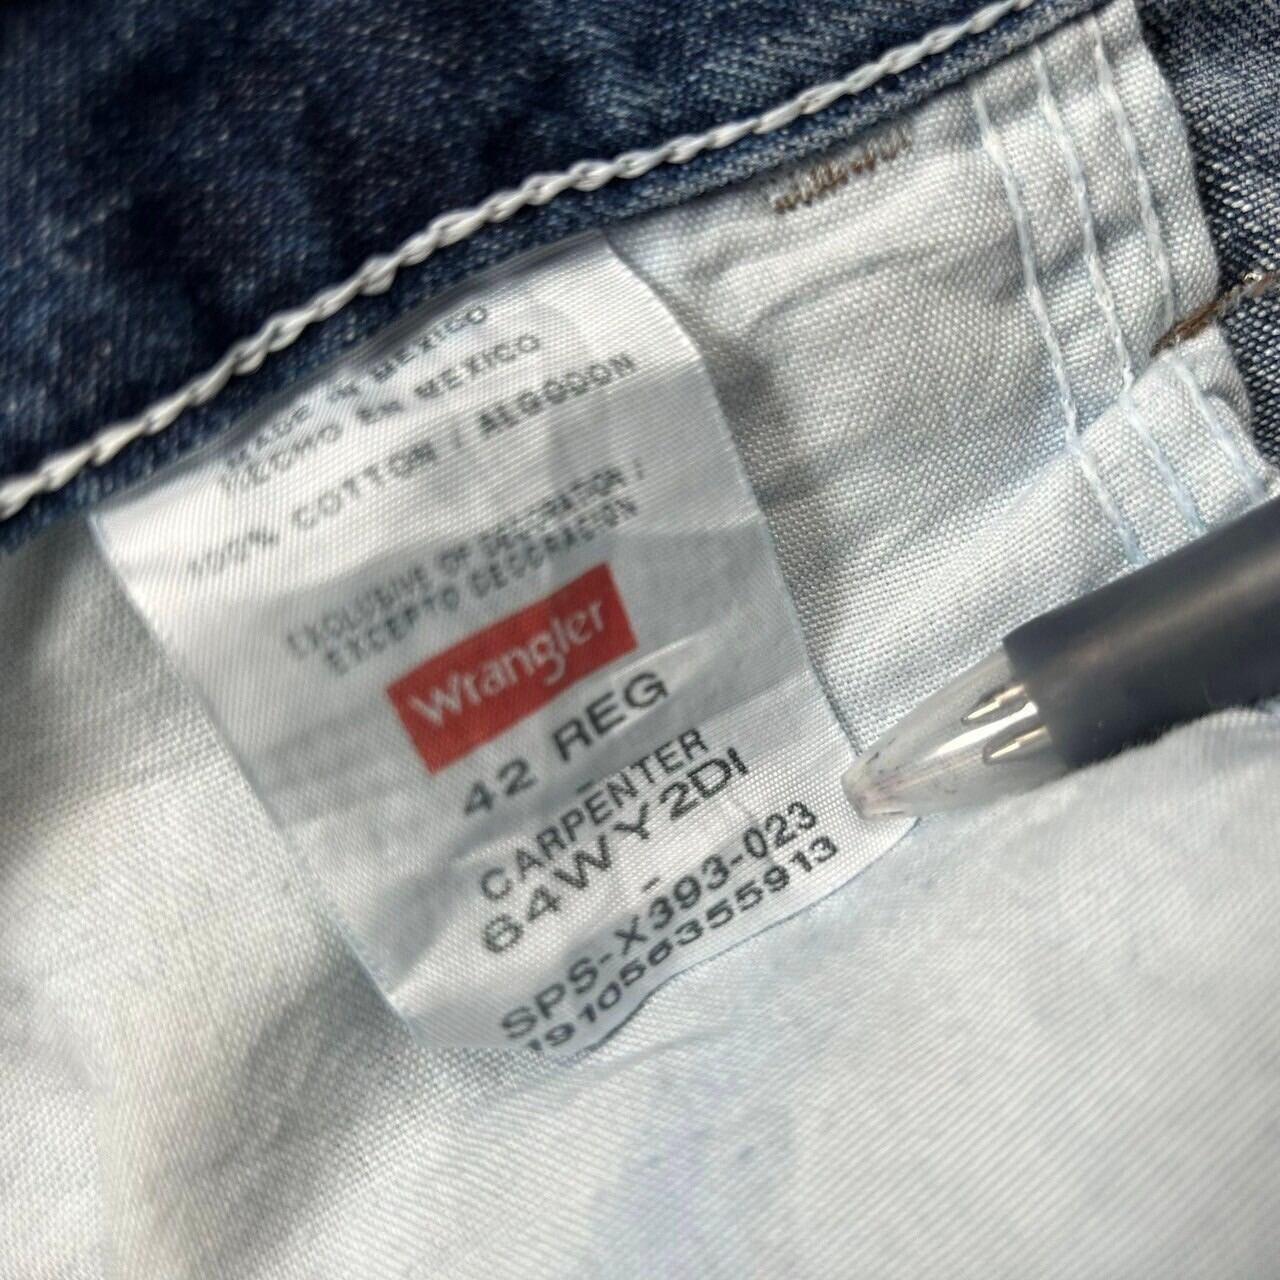 MADE IN MEXICO
HECHO EN MEXICO
100% COTTON / ALGODON
EXCLUSIVE OF DECORATION /
EXCEPTO DECORACION
Wrangler
42 REG
CARPENTER
64WY2DI
SPS-X393-023
191056355913